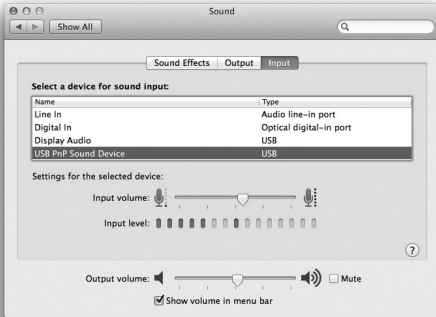 Sound
Show All
Sound Effects Output Input
Select a device for sound input:
Name Type
Line In Audio line-in port
Digital In Optical digital-in port
Display Audio USB
USB PnP Sound Device USB
Settings for the selected device:
Input volume:
Input level:
?
Output volume: Mute
Show volume in menu bar